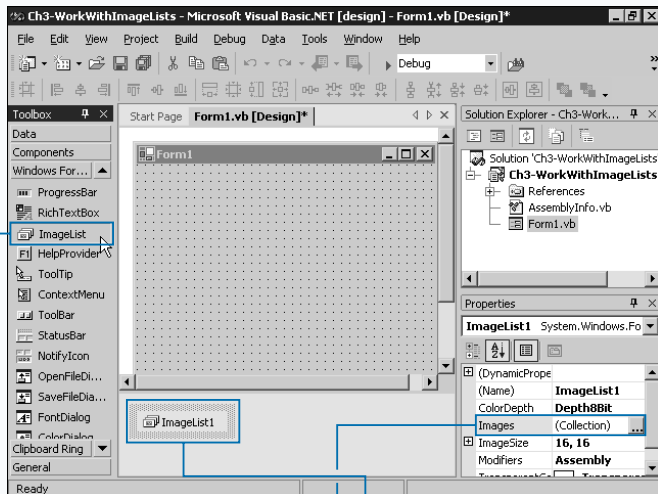 Ch3-WorkWithImageLists - Microsoft Visual Basic.NET [design] - Form1.vb [Design]*
File Edit View Project Build Debug Data Tools Window Help
Debug
Toolbox
Data
Components
Windows For...
ProgressBar
RichTextBox
ImageList
HelpProvider
ToolTip
ContextMenu
ToolBar
StatusBar
NotifyIcon
OpenFileDi...
SaveFileDia...
FontDialog
ColorDialog
Clipboard Ring
General
Start Page Form1.vb [Design]*
Form1
ImageList1
Solution Explorer - Ch3-Work...
Solution 'Ch3-WorkWithImageLists
Ch3-WorkWithImageLists
References
AssemblyInfo.vb
Form1.vb
Properties
ImageList1 System.Windows.Fo
(DynamicPrope
(Name) ImageList1
ColorDepth Depth8Bit
Images (Collection) ...
ImageSize 16, 16
Modifiers Assembly
Ready